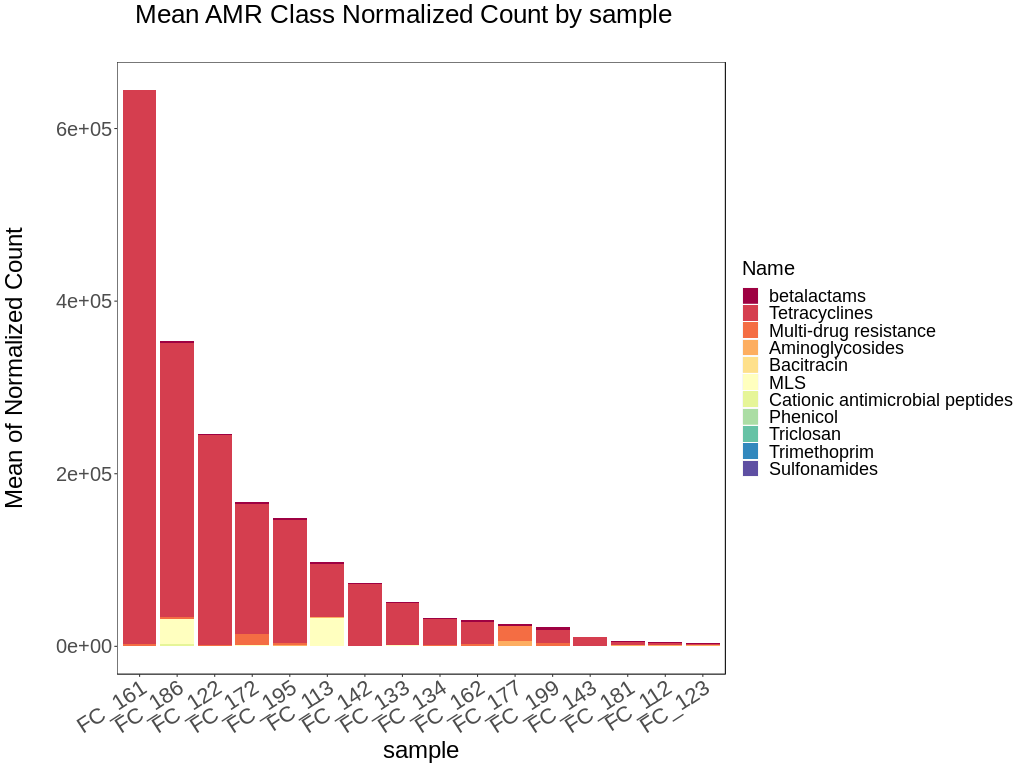 Mean AMR Class Normalized Count by sample
Mean of Normalized Count
6e+05
4e+05
2e+05
0e+00
FC_161
FC_186
FC_122
FC_172
FC_195
FC_113
FC_142
FC_133
FC_134
FC_162
FC_177
FC_199
FC_143
FC_181
FC_112
FC_123
sample
Name
betalactams
Tetracyclines
Multi-drug resistance
Aminoglycosides
Bacitracin
MLS
Cationic antimicrobial peptides
Phenicol
Triclosan
Trimethoprim
Sulfonamides